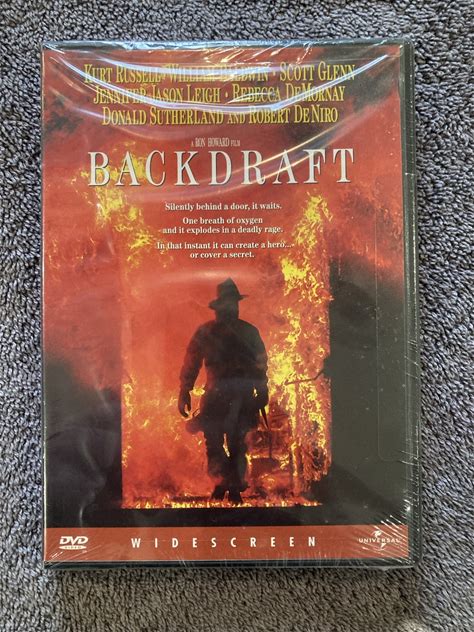 KURT RUSSELL · WILLIAM BALDWIN · SCOTT GLENN
JENNIFER JASON LEIGH · REBECCA DEMORNAY
DONALD SUTHERLAND AND ROBERT DE NIRO
A RON HOWARD FILM
BACKDRAFT
Silently behind a door, it waits.
One breath of oxygen
and it explodes in a deadly rage.
In that instant it can create a hero...
or cover a secret.
DVD
VIDEO
WIDESCREEN
UNIVERSAL